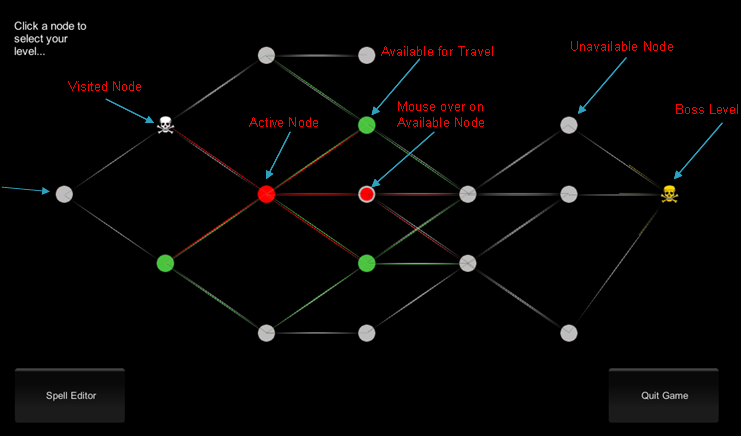 Click a node to
select your
level...
Unavailable Node
Available for Travel
Visited Node
Mouse over on
Available Node
Boss Level
Active Node
Spell Editor
Quit Game